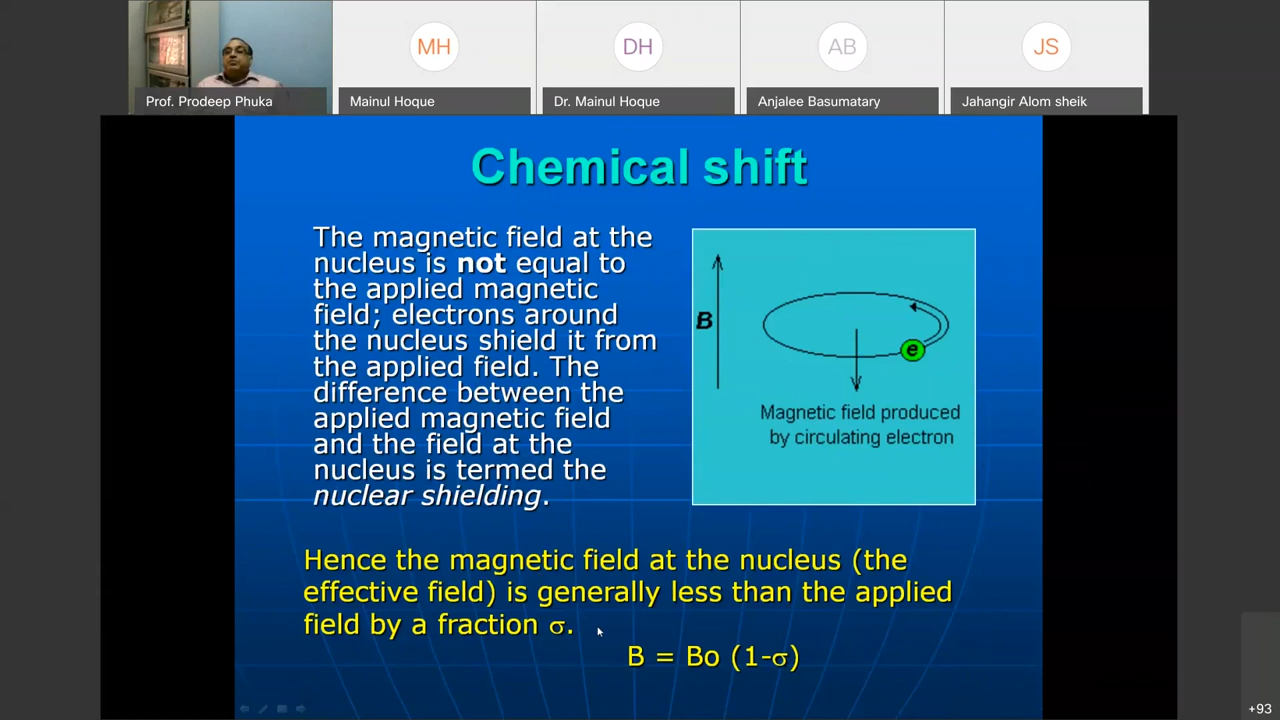 MH
DH
AB
JS
Prof. Prodeep Phuka
Mainul Hoque
Dr. Mainul Hoque
Anjalee Basumatary
Jahangir Alom sheik
Chemical shift
The magnetic field at the
nucleus is not equal to
the applied magnetic
field; electrons around
the nucleus shield it from
the applied field. The
difference between the
applied magnetic field
and the field at the
nucleus is termed the
nuclear shielding.
B
e
Magnetic field produced
by circulating electron
Hence the magnetic field at the nucleus (the
effective field) is generally less than the applied
field by a fraction σ.
B = Bo (1-σ)
+93